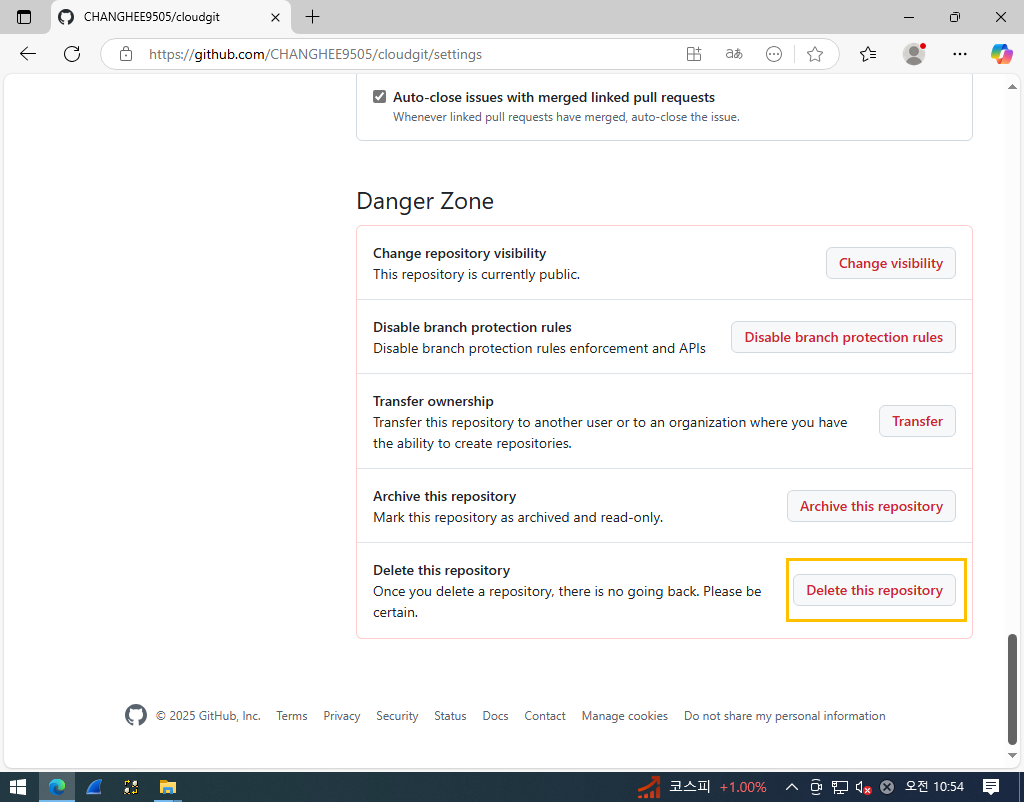 CHANGHEE9505/cloudgit
https://github.com/CHANGHEE9505/cloudgit/settings
aあ
Auto-close issues with merged linked pull requests
Whenever linked pull requests have merged, auto-close the issue.
Danger Zone
Change repository visibility
This repository is currently public.
Change visibility
Disable branch protection rules
Disable branch protection rules enforcement and APIs
Disable branch protection rules
Transfer ownership
Transfer this repository to another user or to an organization where you have
the ability to create repositories.
Transfer
Archive this repository
Mark this repository as archived and read-only.
Archive this repository
Delete this repository
Once you delete a repository, there is no going back. Please be
certain.
Delete this repository
© 2025 GitHub, Inc. Terms Privacy Security Status Docs Contact Manage cookies Do not share my personal information
코스피 +1.00% 오전 10:54